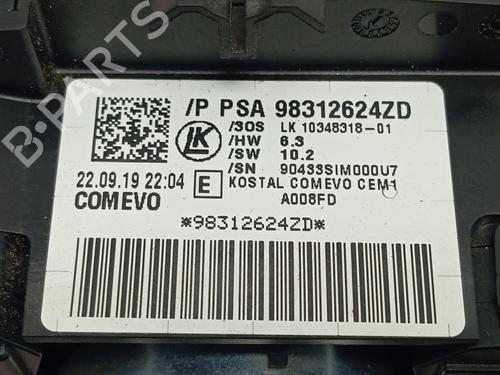 /P PSA 98312624ZD
/SOS LK 10348318-01
/HW 6.3
/SW 10.2
/SN 90433SIM000U7
22.09.19 22:04 E KOSTAL COMEVO CEM1
COMEVO A008FD
*98312624ZD*
LK
B-PARTS